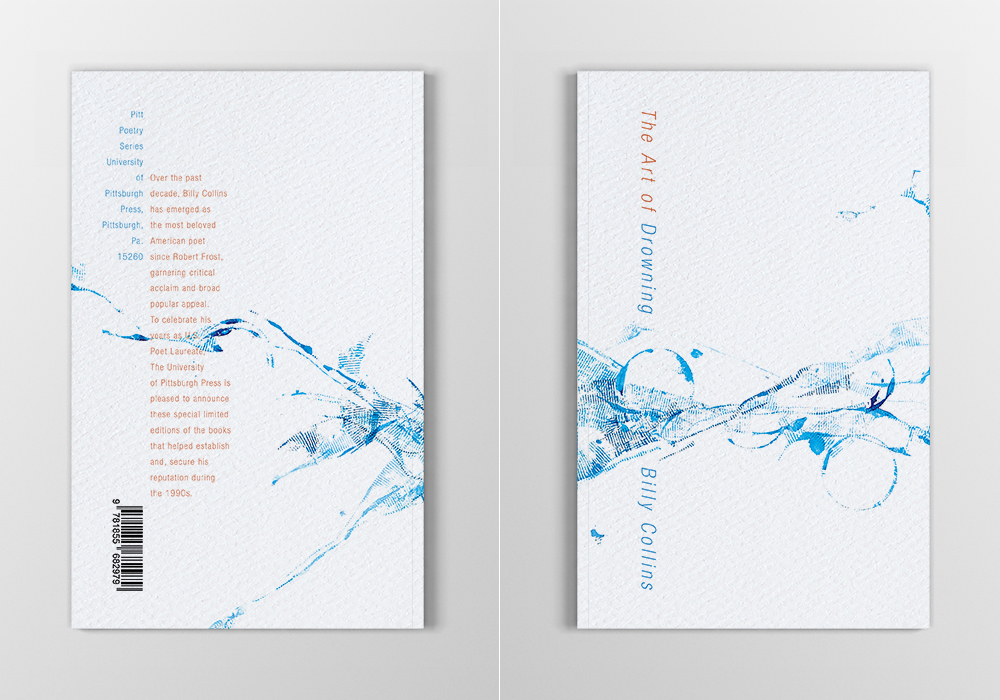 Pitt
Poetry
Series
University
of
Pittsburgh
Press,
Pittsburgh,
Pa.
15260
Over the past
decade, Billy Collins
has emerged as
the most beloved
American poet
since Robert Frost,
garnering critical
acclaim and broad
popular appeal.
To celebrate his
years as U.S.
Poet Laureate,
The University
of Pittsburgh Press is
pleased to announce
these special limited
editions of the books
that helped establish
and, secure his
reputation during
the 1990s.
9 781855 682979
The Art of Drowning
Billy Collins